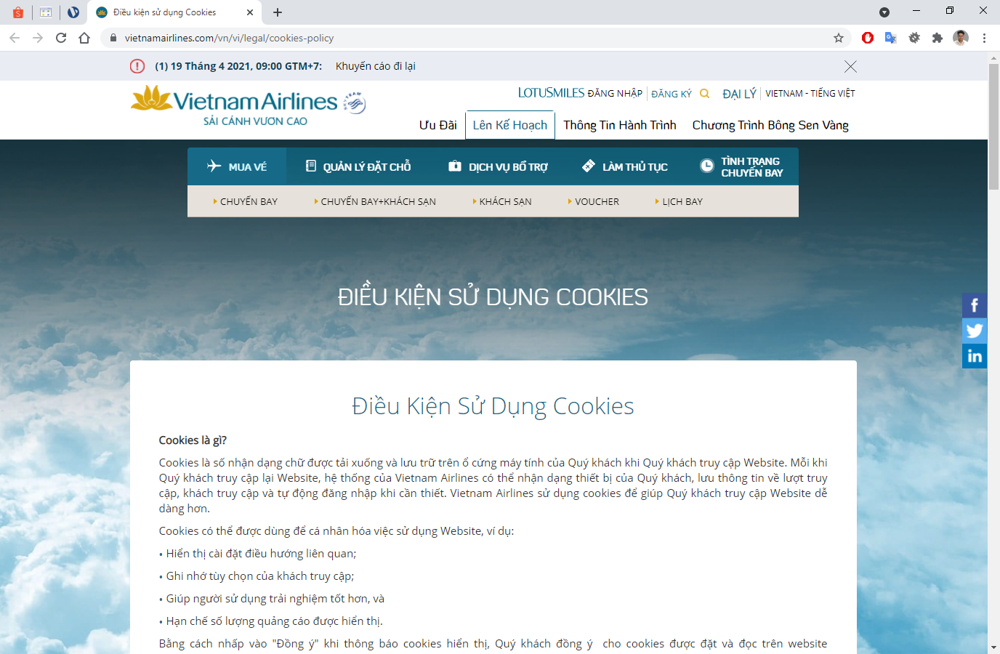 Điều kiện sử dụng Cookies
vietnamairlines.com/vn/vi/legal/cookies-policy
(1) 19 Tháng 4 2021, 09:00 GTM+7: Khuyến cáo đi lại
Vietnam Airlines
SẢI CÁNH VƯƠN CAO
LOTUSMILES ĐĂNG NHẬP ĐĂNG KÝ ĐẠI LÝ VIETNAM - TIẾNG VIỆT
Ưu Đãi Lên Kế Hoạch Thông Tin Hành Trình Chương Trình Bông Sen Vàng
MUA VÉ QUẢN LÝ ĐẶT CHỖ DỊCH VỤ BỔ TRỢ LÀM THỦ TỤC TÌNH TRẠNG CHUYẾN BAY
CHUYẾN BAY CHUYẾN BAY+KHÁCH SẠN KHÁCH SẠN VOUCHER LỊCH BAY
ĐIỀU KIỆN SỬ DỤNG COOKIES
Điều Kiện Sử Dụng Cookies
Cookies là gì?
Cookies là số nhận dạng chữ được tải xuống và lưu trữ trên ổ cứng máy tính của Quý khách khi Quý khách truy cập Website. Mỗi khi
Quý khách truy cập lại Website, hệ thống của Vietnam Airlines có thể nhận dạng thiết bị của Quý khách, lưu thông tin về lượt truy
cập, khách truy cập và tự động đăng nhập khi cần thiết. Vietnam Airlines sử dụng cookies để giúp Quý khách truy cập Website dễ
dàng hơn.
Cookies có thể được dùng để cá nhân hóa việc sử dụng Website, ví dụ:
• Hiển thị cài đặt điều hướng liên quan;
• Ghi nhớ tùy chọn của khách truy cập;
• Giúp người sử dụng trải nghiệm tốt hơn, và
• Hạn chế số lượng quảng cáo được hiển thị.
Bằng cách nhấp vào "Đồng ý" khi thông báo cookies hiển thị, Quý khách đồng ý cho cookies được đặt và đọc trên website